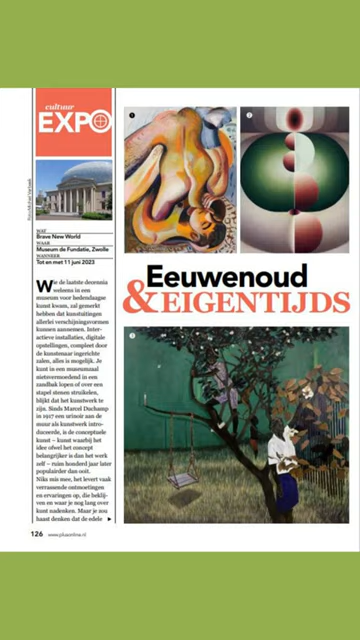 cultuur
EXPO
1
2
WAT
Brave New World
WAAR
Museum de Fundatie, Zwolle
WANNEER
Tot en met 11 juni 2023
Eeuwenoud
& EIGENTIJDS
3
Wie de laatste decennia
weleens in een
museum voor hedendaagse
kunst kwam, zal gemerkt
hebben dat kunstuitingen
allerlei verschijningsvormen
kunnen aannemen. Inter-
actieve installaties, digitale
opstellingen, compleet door
de kunstenaar ingerichte
zalen, alles is mogelijk. Je
kunt in een museumzaal
nietsvermoedend in een
zandbak lopen of over een
stapel stenen struikelen,
blijkt dat het kunstwerk te
zijn. Sinds Marcel Duchamp
in 1917 een urinoir aan de
muur als kunstwerk intro-
duceerde, is de conceptuele
kunst – kunst waarbij het
idee ofwel het concept
belangrijker is dan het werk
zelf – ruim honderd jaar later
populairder dan ooit.
Niks mis mee, het levert vaak
verrassende ontmoetingen
en ervaringen op, die beklij-
ven en waar je nog lang over
kunt nadenken. Maar je zou
haast denken dat de edele ▶
126 www.plusonline.nl